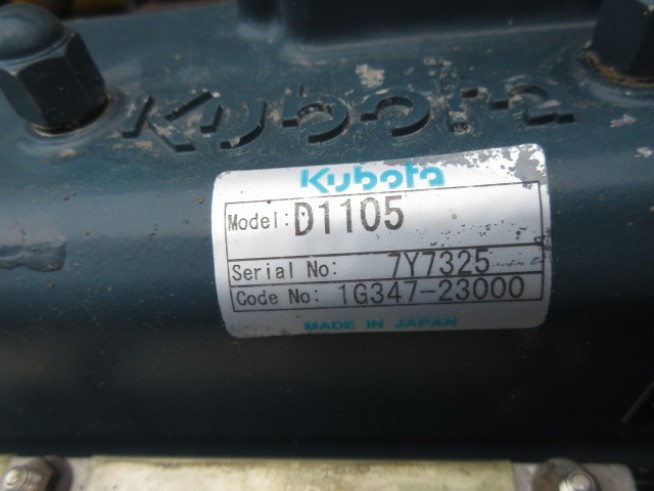 Kubota
Kubota
Model: D1105
Serial No: 7Y7325
Code No: 1G347-23000
MADE IN JAPAN